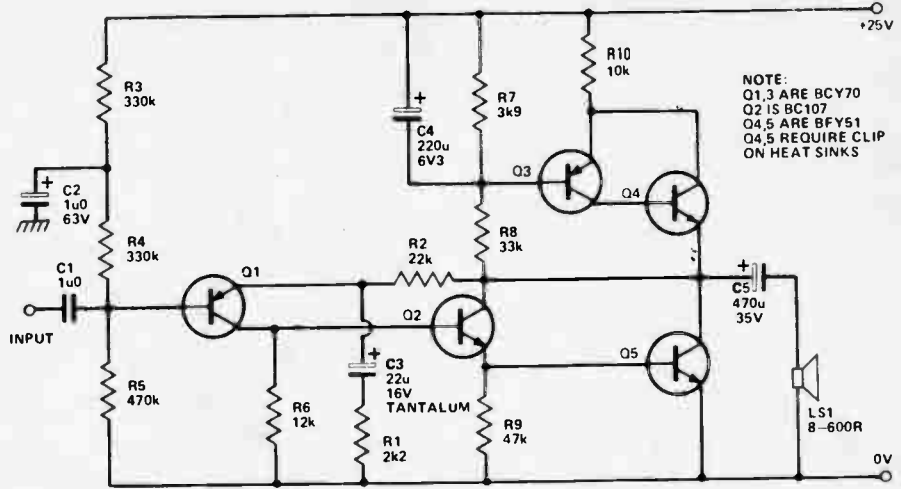 +25V
R10
10k
R3
330k
R7
3k9
NOTE:
Q1,3 ARE BCY70
Q2 IS BC107
Q4,5 ARE BFY51
Q4,5 REQUIRE CLIP
ON HEAT SINKS
+
C4
220u
6V3
Q3
Q4
+
C2
1u0
63V
R4
330k
R8
33k
R2
22k
C1
1u0
Q1
+
C5
470u
35V
INPUT
Q2
Q5
+
C3
22u
16V
TANTALUM
R5
470k
R6
12k
R1
2k2
R9
47k
LS1
8-600R
0V